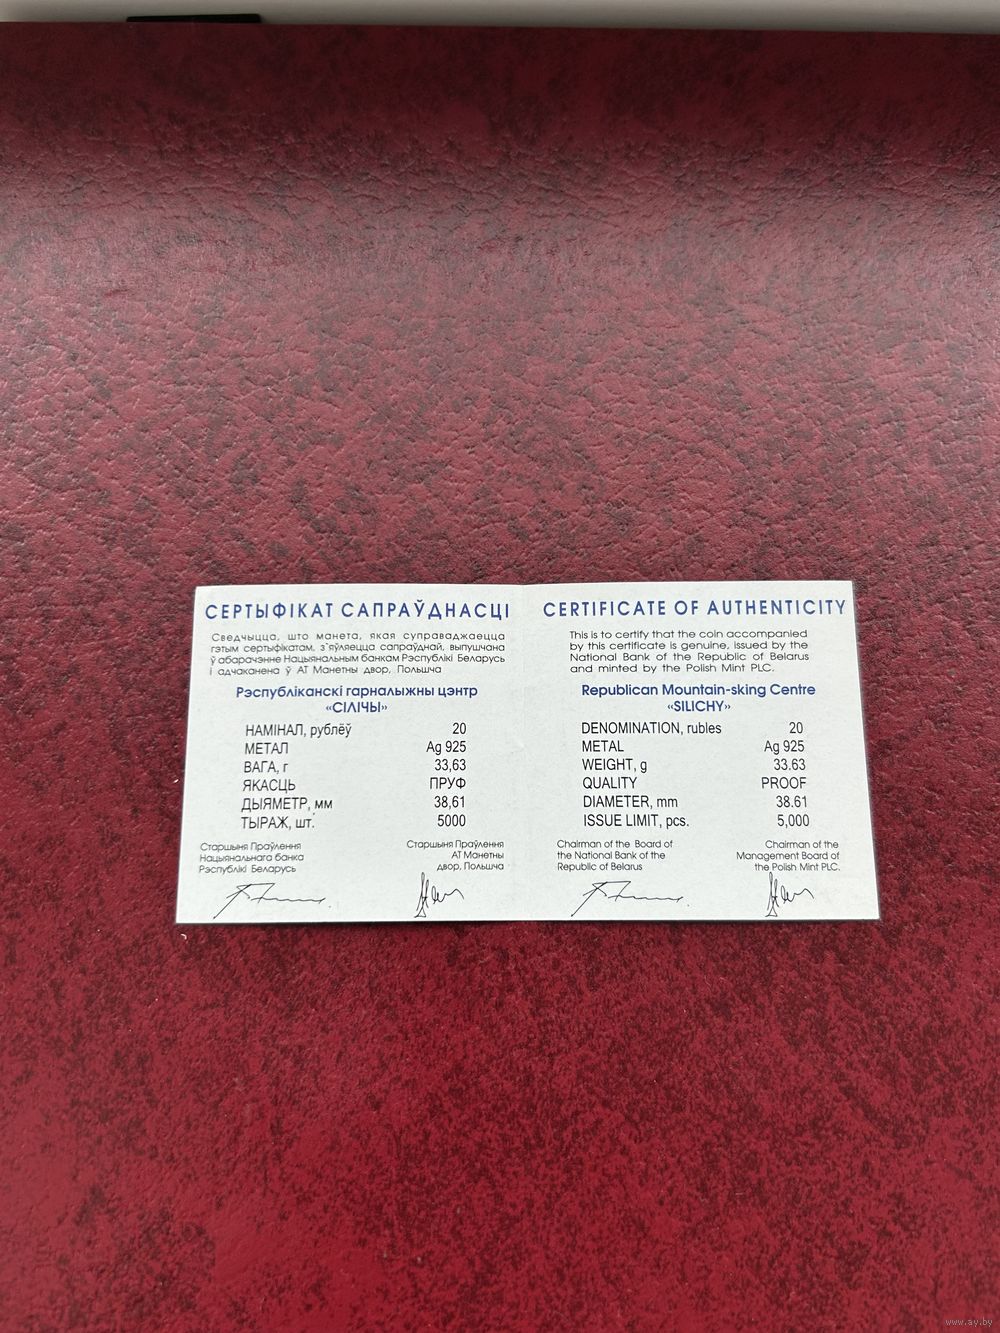 СЕРТЫФІКАТ САПРАЎДНАСЦІ
Сведчыцца, што манета, якая суправаджаецца
гэтым сертыфікатам, з'яўляецца сапраўднай, выпушчана
ў абарачэнне Нацыянальным банкам Рэспублікі Беларусь
і адчаканена ў АТ Манетны двор, Польшча
Рэспубліканскі гарналыжны цэнтр
«СІЛІЧЫ»
НАМІНАЛ, рублёў 20
МЕТАЛ Ag 925
ВАГА, г 33,63
ЯКАСЦЬ ПРУФ
ДЫЯМЕТР, мм 38,61
ТЫРАЖ, шт. 5000
Старшыня Праўлення
Нацыянальнага банка
Рэспублікі Беларусь
Старшыня Праўлення
АТ Манетны
двор, Польшча
CERTIFICATE OF AUTHENTICITY
This is to certify that the coin accompanied
by this certificate is genuine, issued by the
National Bank of the Republic of Belarus
and minted by the Polish Mint PLC.
Republican Mountain-sking Centre
«SILICHY»
DENOMINATION, rubles 20
METAL Ag 925
WEIGHT, g 33.63
QUALITY PROOF
DIAMETER, mm 38.61
ISSUE LIMIT, pcs. 5,000
Chairman of the Board of
the National Bank of the
Republic of Belarus
Chairman of the
Management Board of
the Polish Mint PLC.
www.ay.by